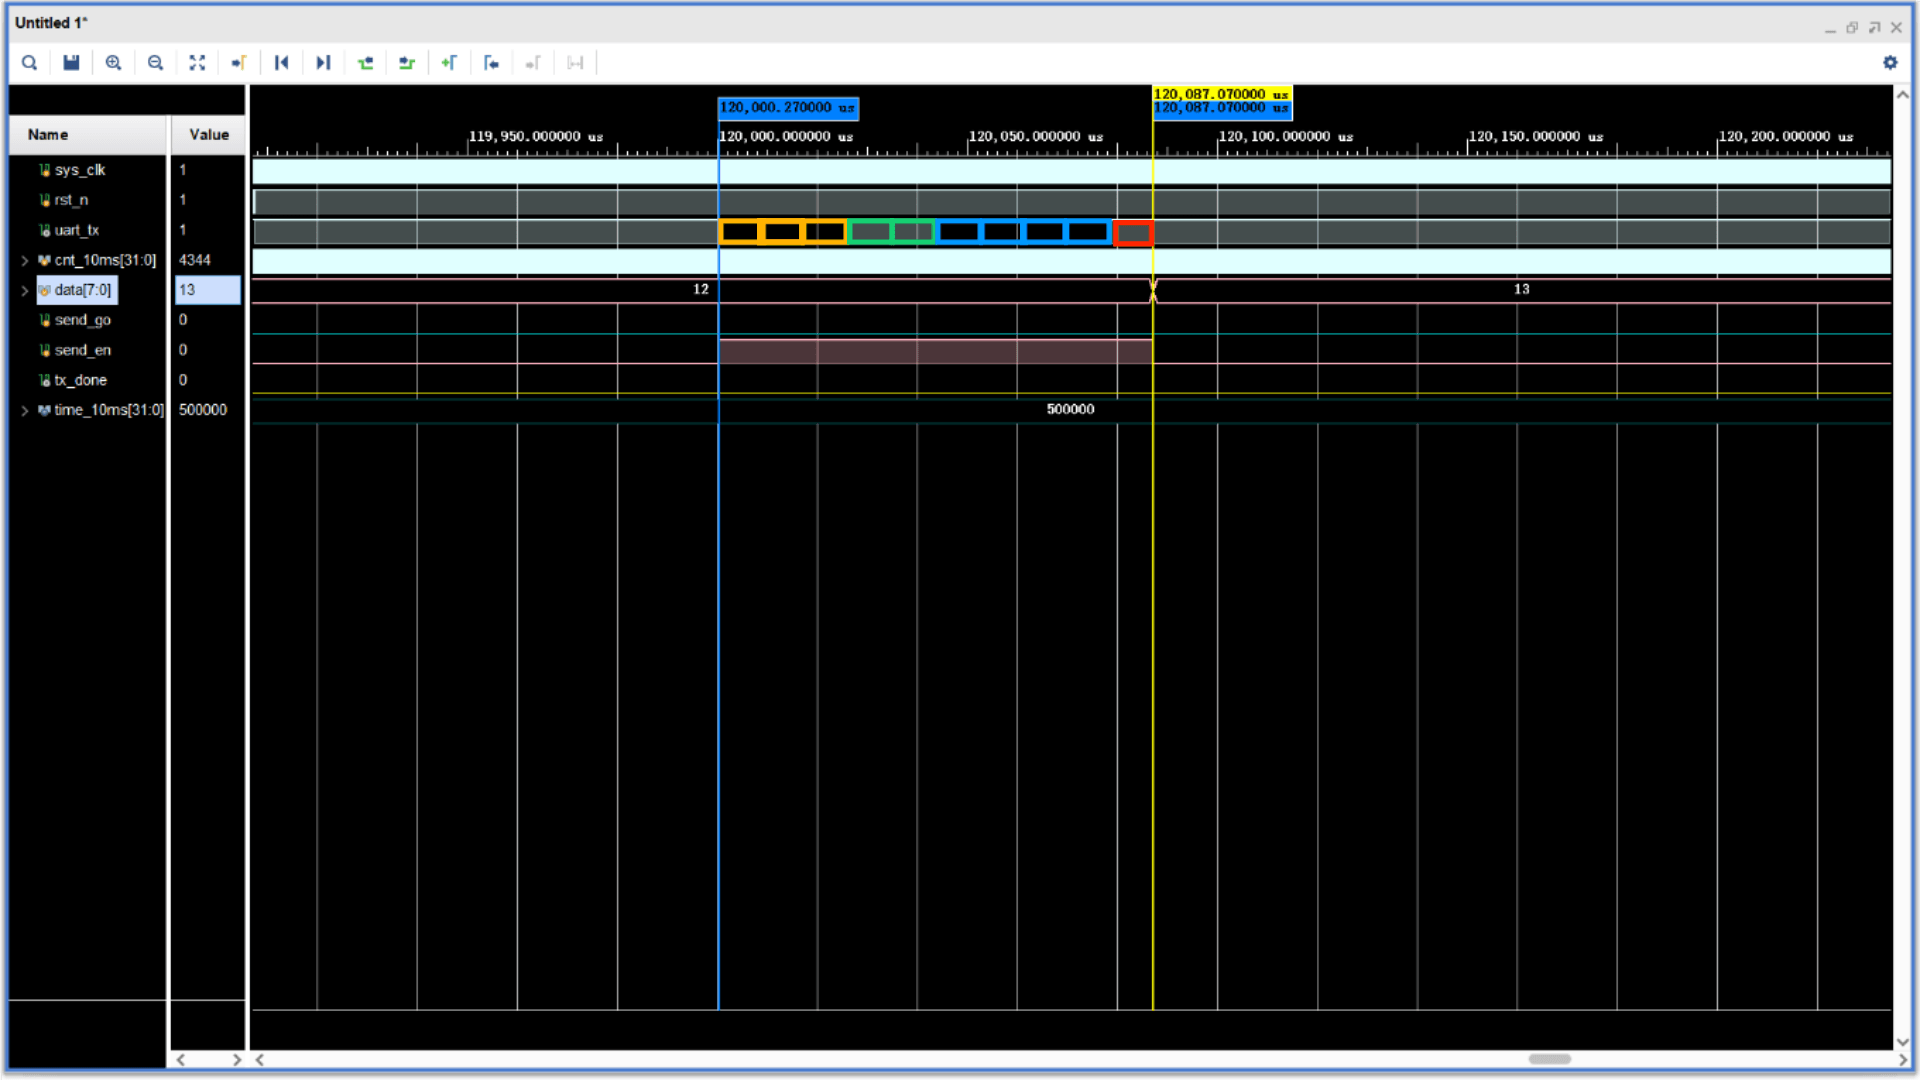 Untitled 1*
120,087.070000 us
120,000.270000 us
120,087.070000 us
Name
Value
119,950.000000 us
120,000.000000 us
120,050.000000 us
120,100.000000 us
120,150.000000 us
120,200.000000 us
sys_clk
1
rst_n
1
uart_tx
1
cnt_10ms[31:0]
4344
data[7:0]
13
12
13
send_go
0
send_en
0
tx_done
0
time_10ms[31:0]
500000
500000